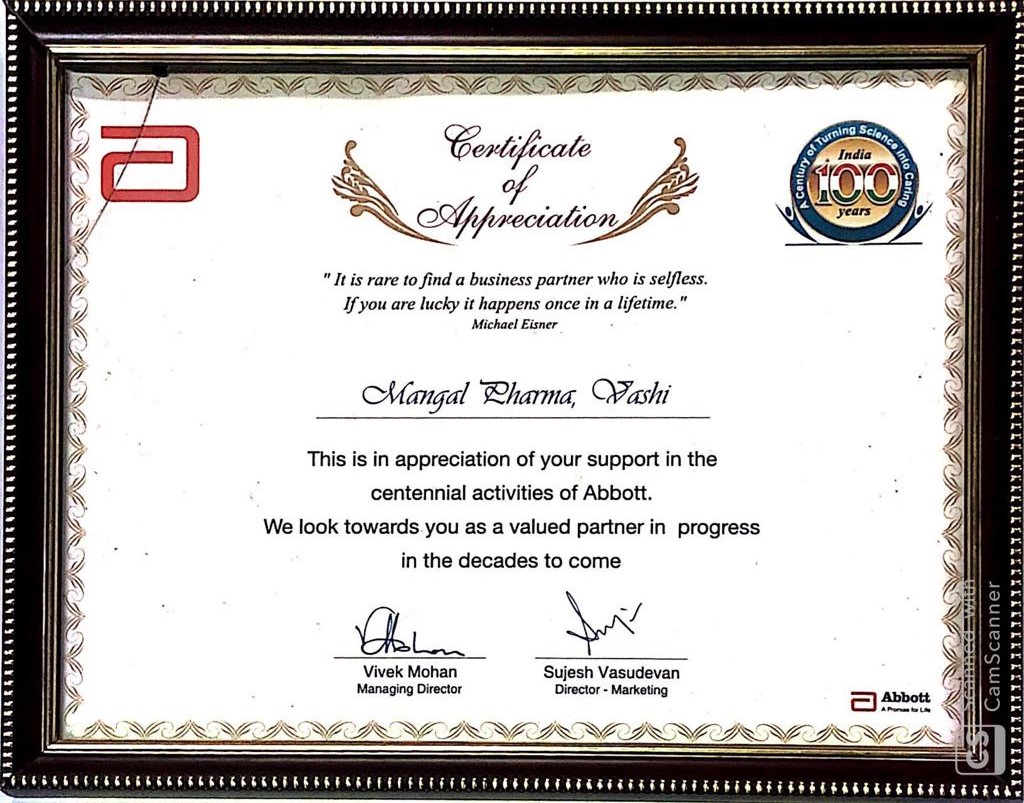 Certificate
of
Appreciation
A Century of Turning Science Into Caring
India
100
years
" It is rare to find a business partner who is selfless.
If you are lucky it happens once in a lifetime."
Michael Eisner
Mangal Pharma, Vashi
This is in appreciation of your support in the
centennial activities of Abbott.
We look towards you as a valued partner in progress
in the decades to come
Vivek Mohan
Managing Director
Sujesh Vasudevan
Director - Marketing
Abbott
A Promise for Life
CS
Scanned with
CamScanner